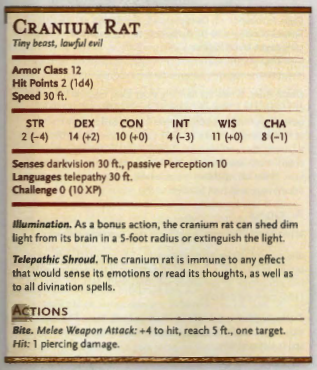 CRANIUM RAT
Tiny beast, lawful evil
Armor Class 12
Hit Points 2 (1d4)
Speed 30 ft.
STR DEX CON INT WIS CHA
2 (−4) 14 (+2) 10 (+0) 4 (−3) 11 (+0) 8 (−1)
Senses darkvision 30 ft., passive Perception 10
Languages telepathy 30 ft.
Challenge 0 (10 XP)
Illumination. As a bonus action, the cranium rat can shed dim
light from its brain in a 5-foot radius or extinguish the light.
Telepathic Shroud. The cranium rat is immune to any effect
that would sense its emotions or read its thoughts, as well as
to all divination spells.
ACTIONS
Bite. Melee Weapon Attack: +4 to hit, reach 5 ft., one target.
Hit: 1 piercing damage.